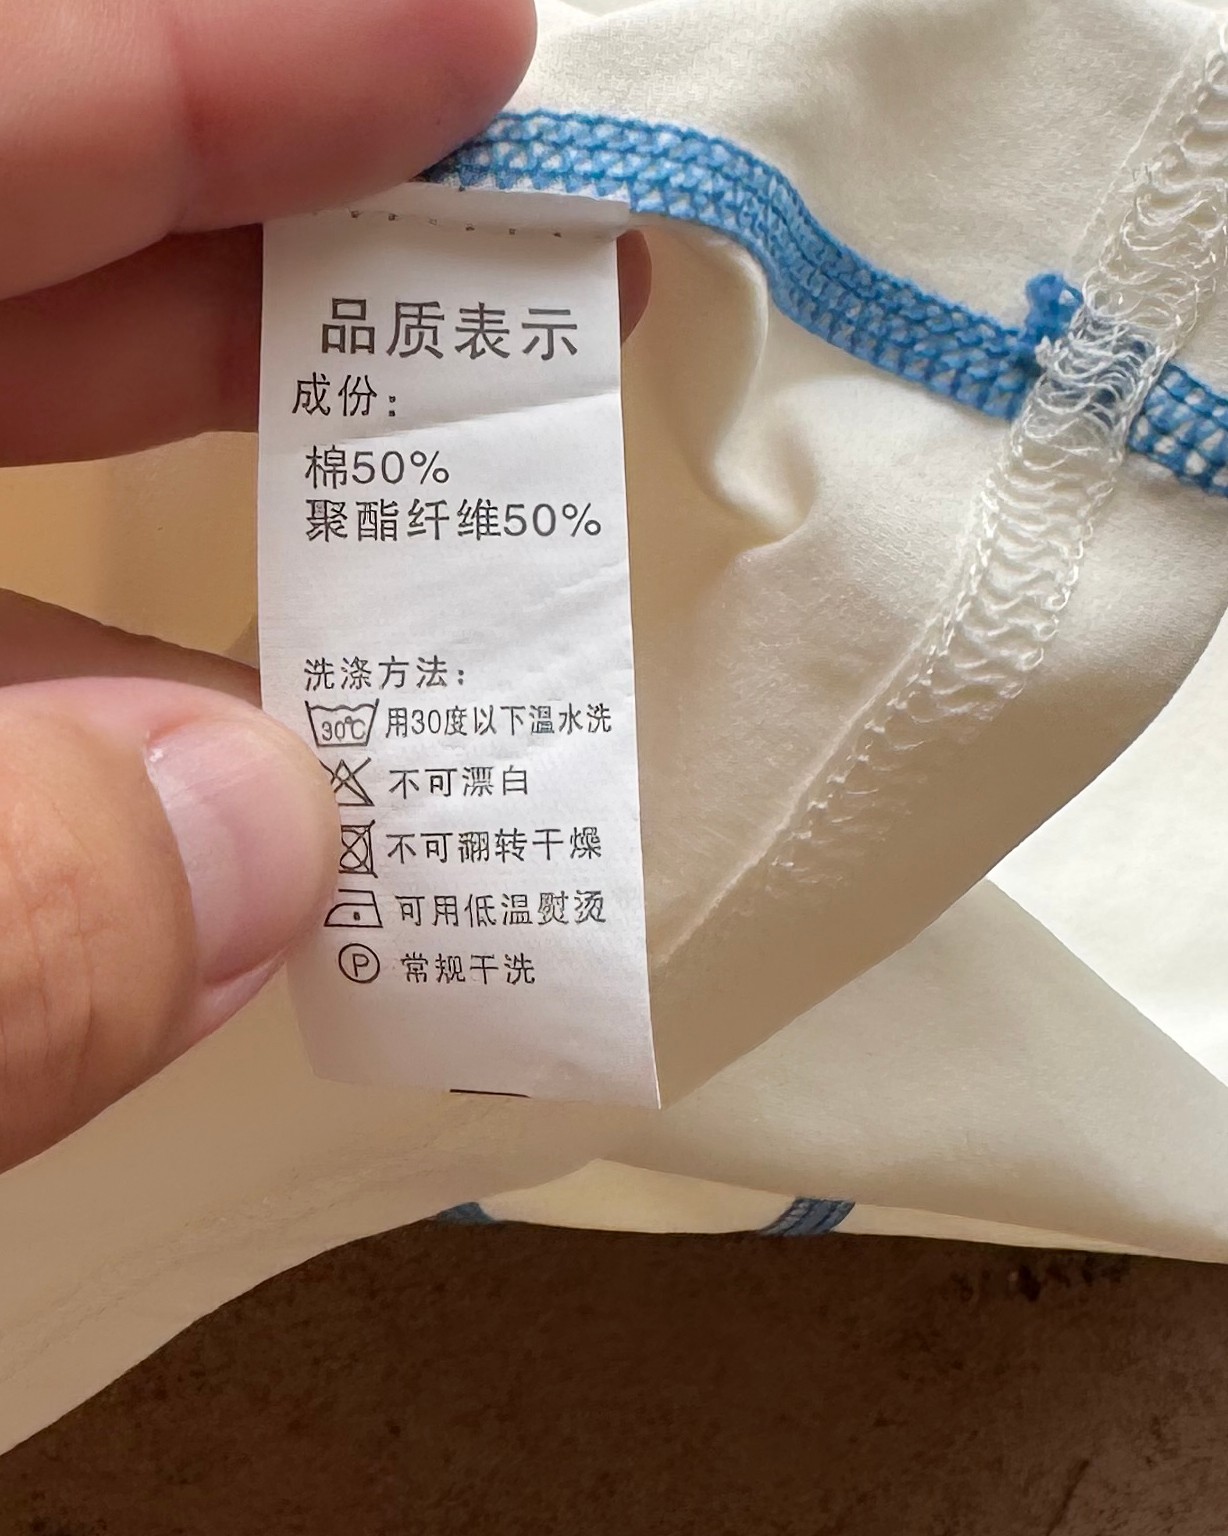 品质表示
成份：
棉50%
聚酯纤维50%
洗涤方法：
30℃ 用30度以下温水洗
不可漂白
不可翻转干燥
可用低温熨烫
P 常规干洗